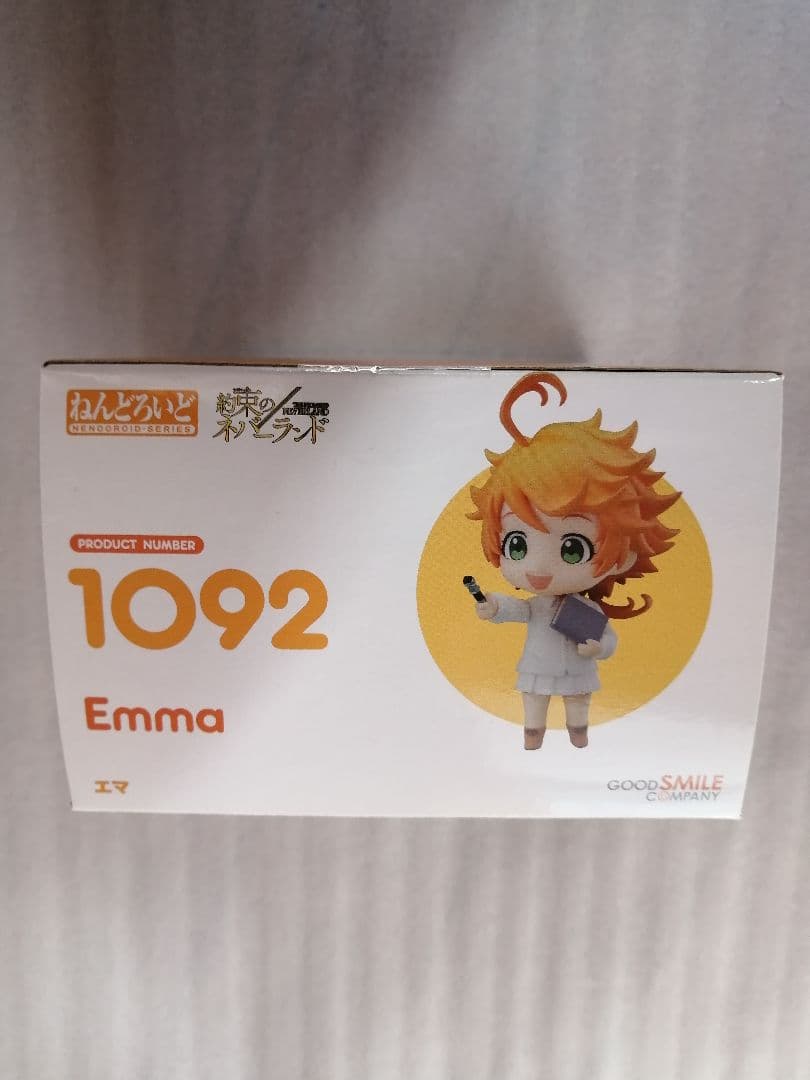 ねんどろいど
NENDOROID-SERIES
約束の
ネバーランド
PRODUCT NUMBER
1092
Emma
エマ
GOOD SMILE
COMPANY